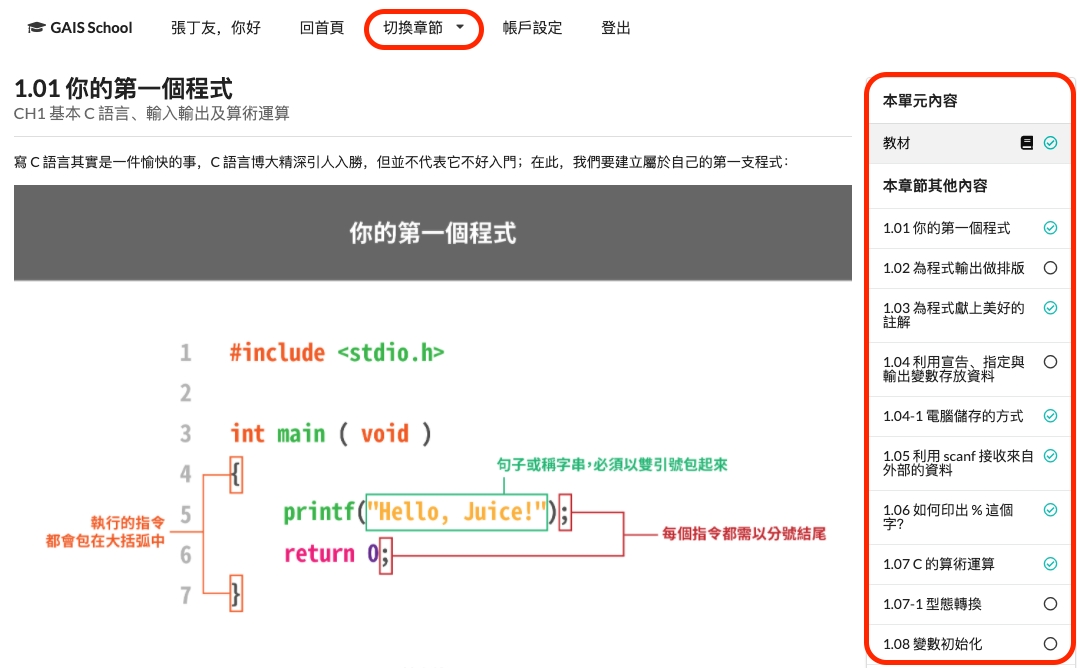 GAIS School
張丁友，你好
回首頁
切換章節
帳戶設定
登出
1.01 你的第一個程式
CH1 基本 C 語言、輸入輸出及算術運算
寫 C 語言其實是一件愉快的事，C 語言博大精深引人入勝，但並不代表它不好入門；在此，我們要建立屬於自己的第一支程式：
你的第一個程式
1 #include <stdio.h>
2
3 int main ( void )
4 {
句子或稱字串，必須以雙引號包起來
5 printf("Hello, Juice!");
6 return 0;
7 }
執行的指令
都會包在大括弧中
每個指令都需以分號結尾
本單元內容
教材
本章節其他內容
1.01 你的第一個程式
1.02 為程式輸出做排版
1.03 為程式獻上美好的
註解
1.04 利用宣告、指定與
輸出變數存放資料
1.04-1 電腦儲存的方式
1.05 利用 scanf 接收來自
外部的資料
1.06 如何印出 % 這個
字?
1.07 C 的算術運算
1.07-1 型態轉換
1.08 變數初始化